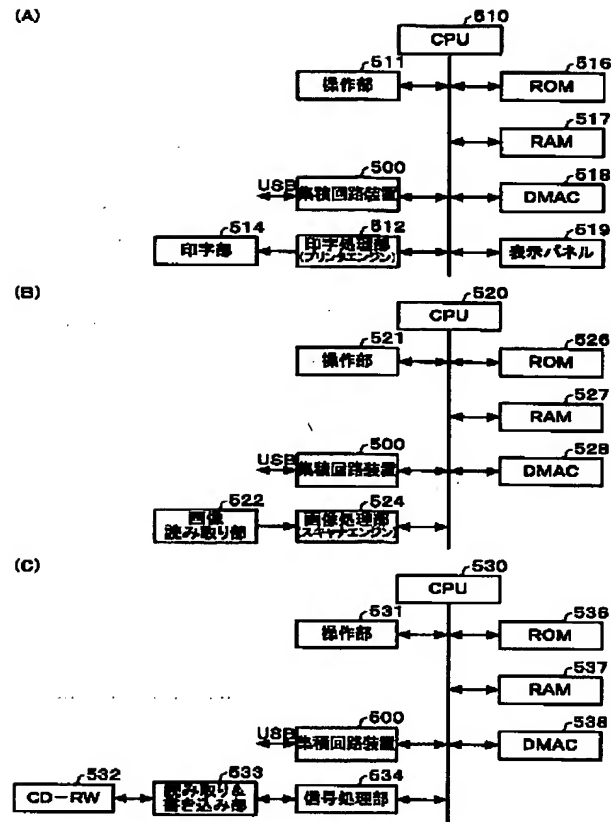 (A)
510
CPU
511
操作部
516
ROM
517
RAM
USB
500
集積回路装置
518
DMAC
514
印字部
512
印字処理部
(プリンタエンジン)
519
表示パネル
(B)
520
CPU
521
操作部
526
ROM
527
RAM
USB
500
集積回路装置
528
DMAC
522
画像
読み取り部
524
画像処理部
(スキャナエンジン)
(C)
530
CPU
531
操作部
536
ROM
537
RAM
USB
500
集積回路装置
538
DMAC
532
CD-RW
533
読み取り&
書き込み部
534
信号処理部